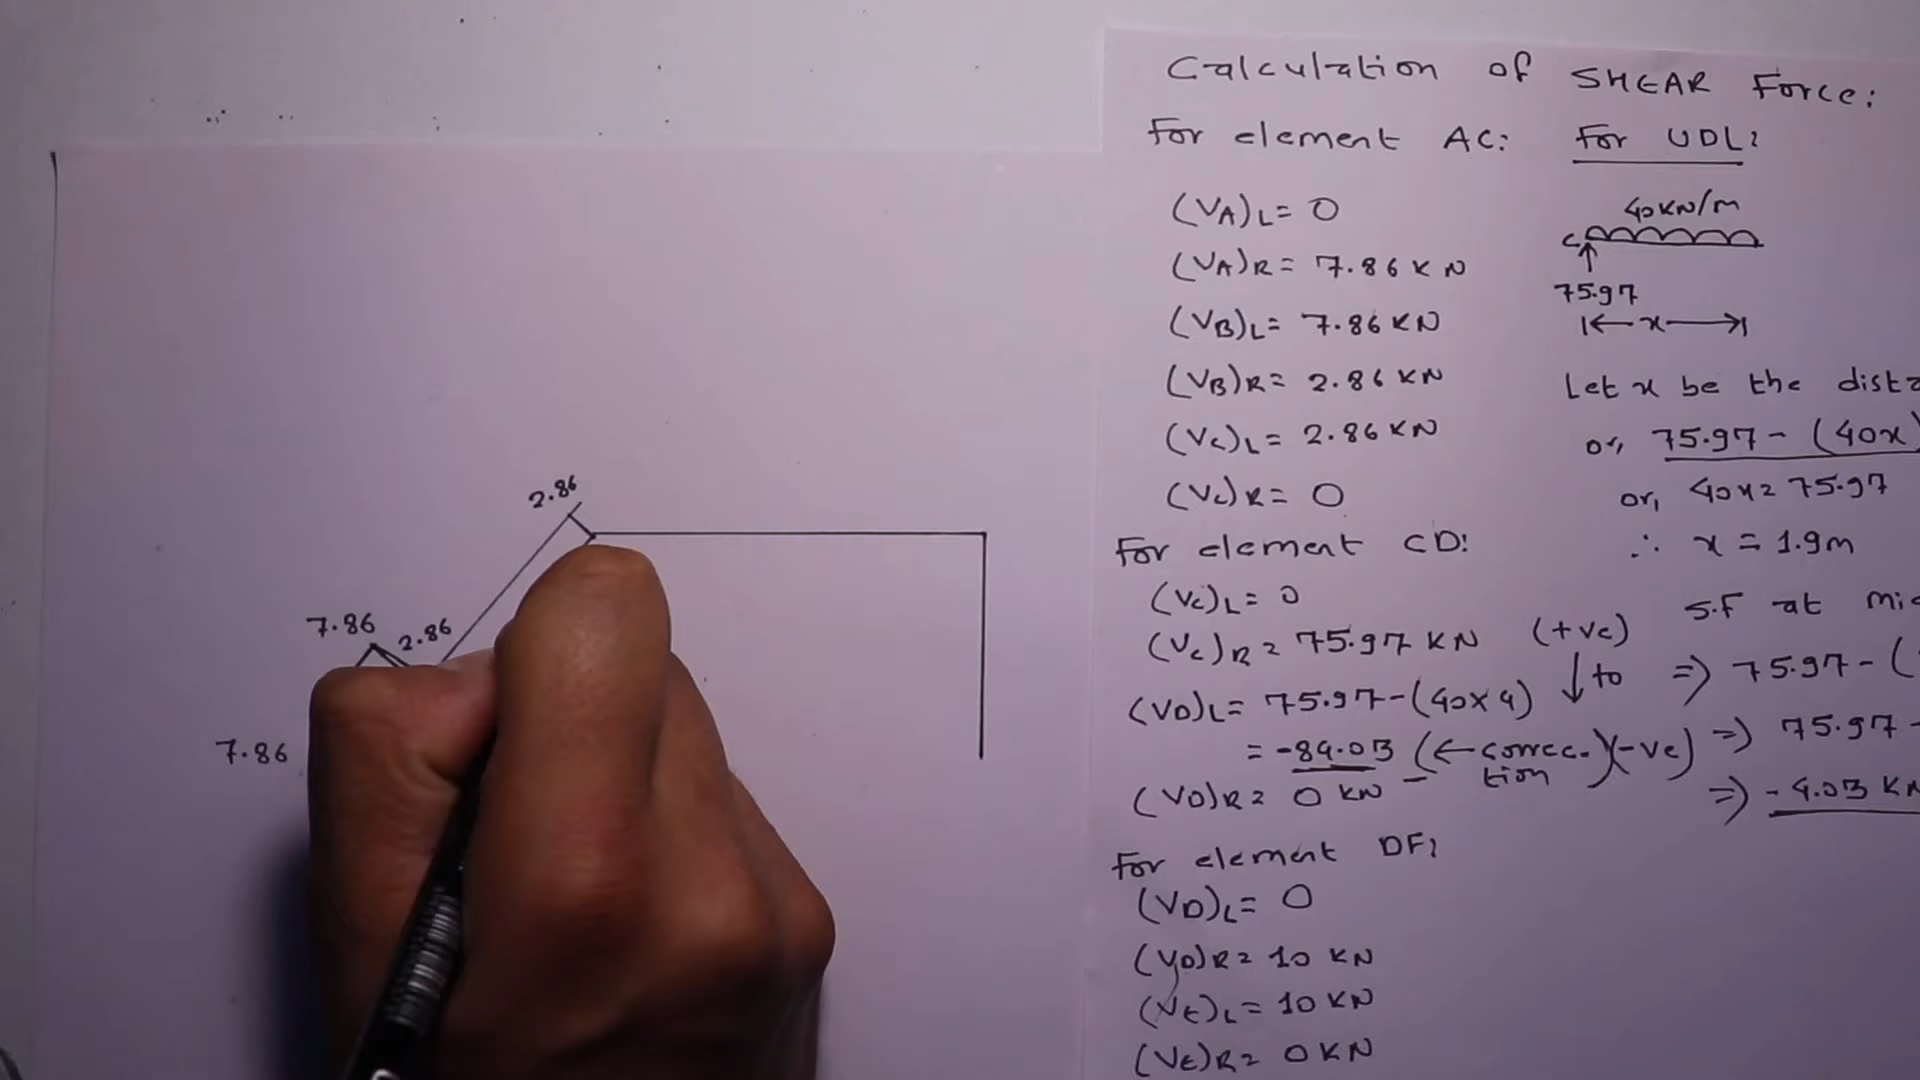 Calculation of SHEAR Force:
For element AC: For UDL:
(VA)L = 0
(VA)R = 7.86 KN
(VB)L = 7.86 KN
(VB)R = 2.86 KN
(Vc)L = 2.86 KN
(Vc)R = 0
For element CD:
(Vc)L = 0
(Vc)R = 75.97 KN (+ve)
(VD)L = 75.97-(40x4) ↓ to
= -84.03 (← correc-tion)(-ve)
(VD)R = 0 KN
For element DF:
(VD)L = 0
(VD)R = 10 KN
(VE)L = 10 KN
(VE)R = 0 KN
40KN/m
C
75.97
x
Let x be the
or, 75.97 - (40x)
or, 40x = 75.97
∴ x = 1.9m
S.F at
=> 75.97 - (
=> 75.97 -
=> - 4.03 KN
2.86
7.86
2.86
7.86